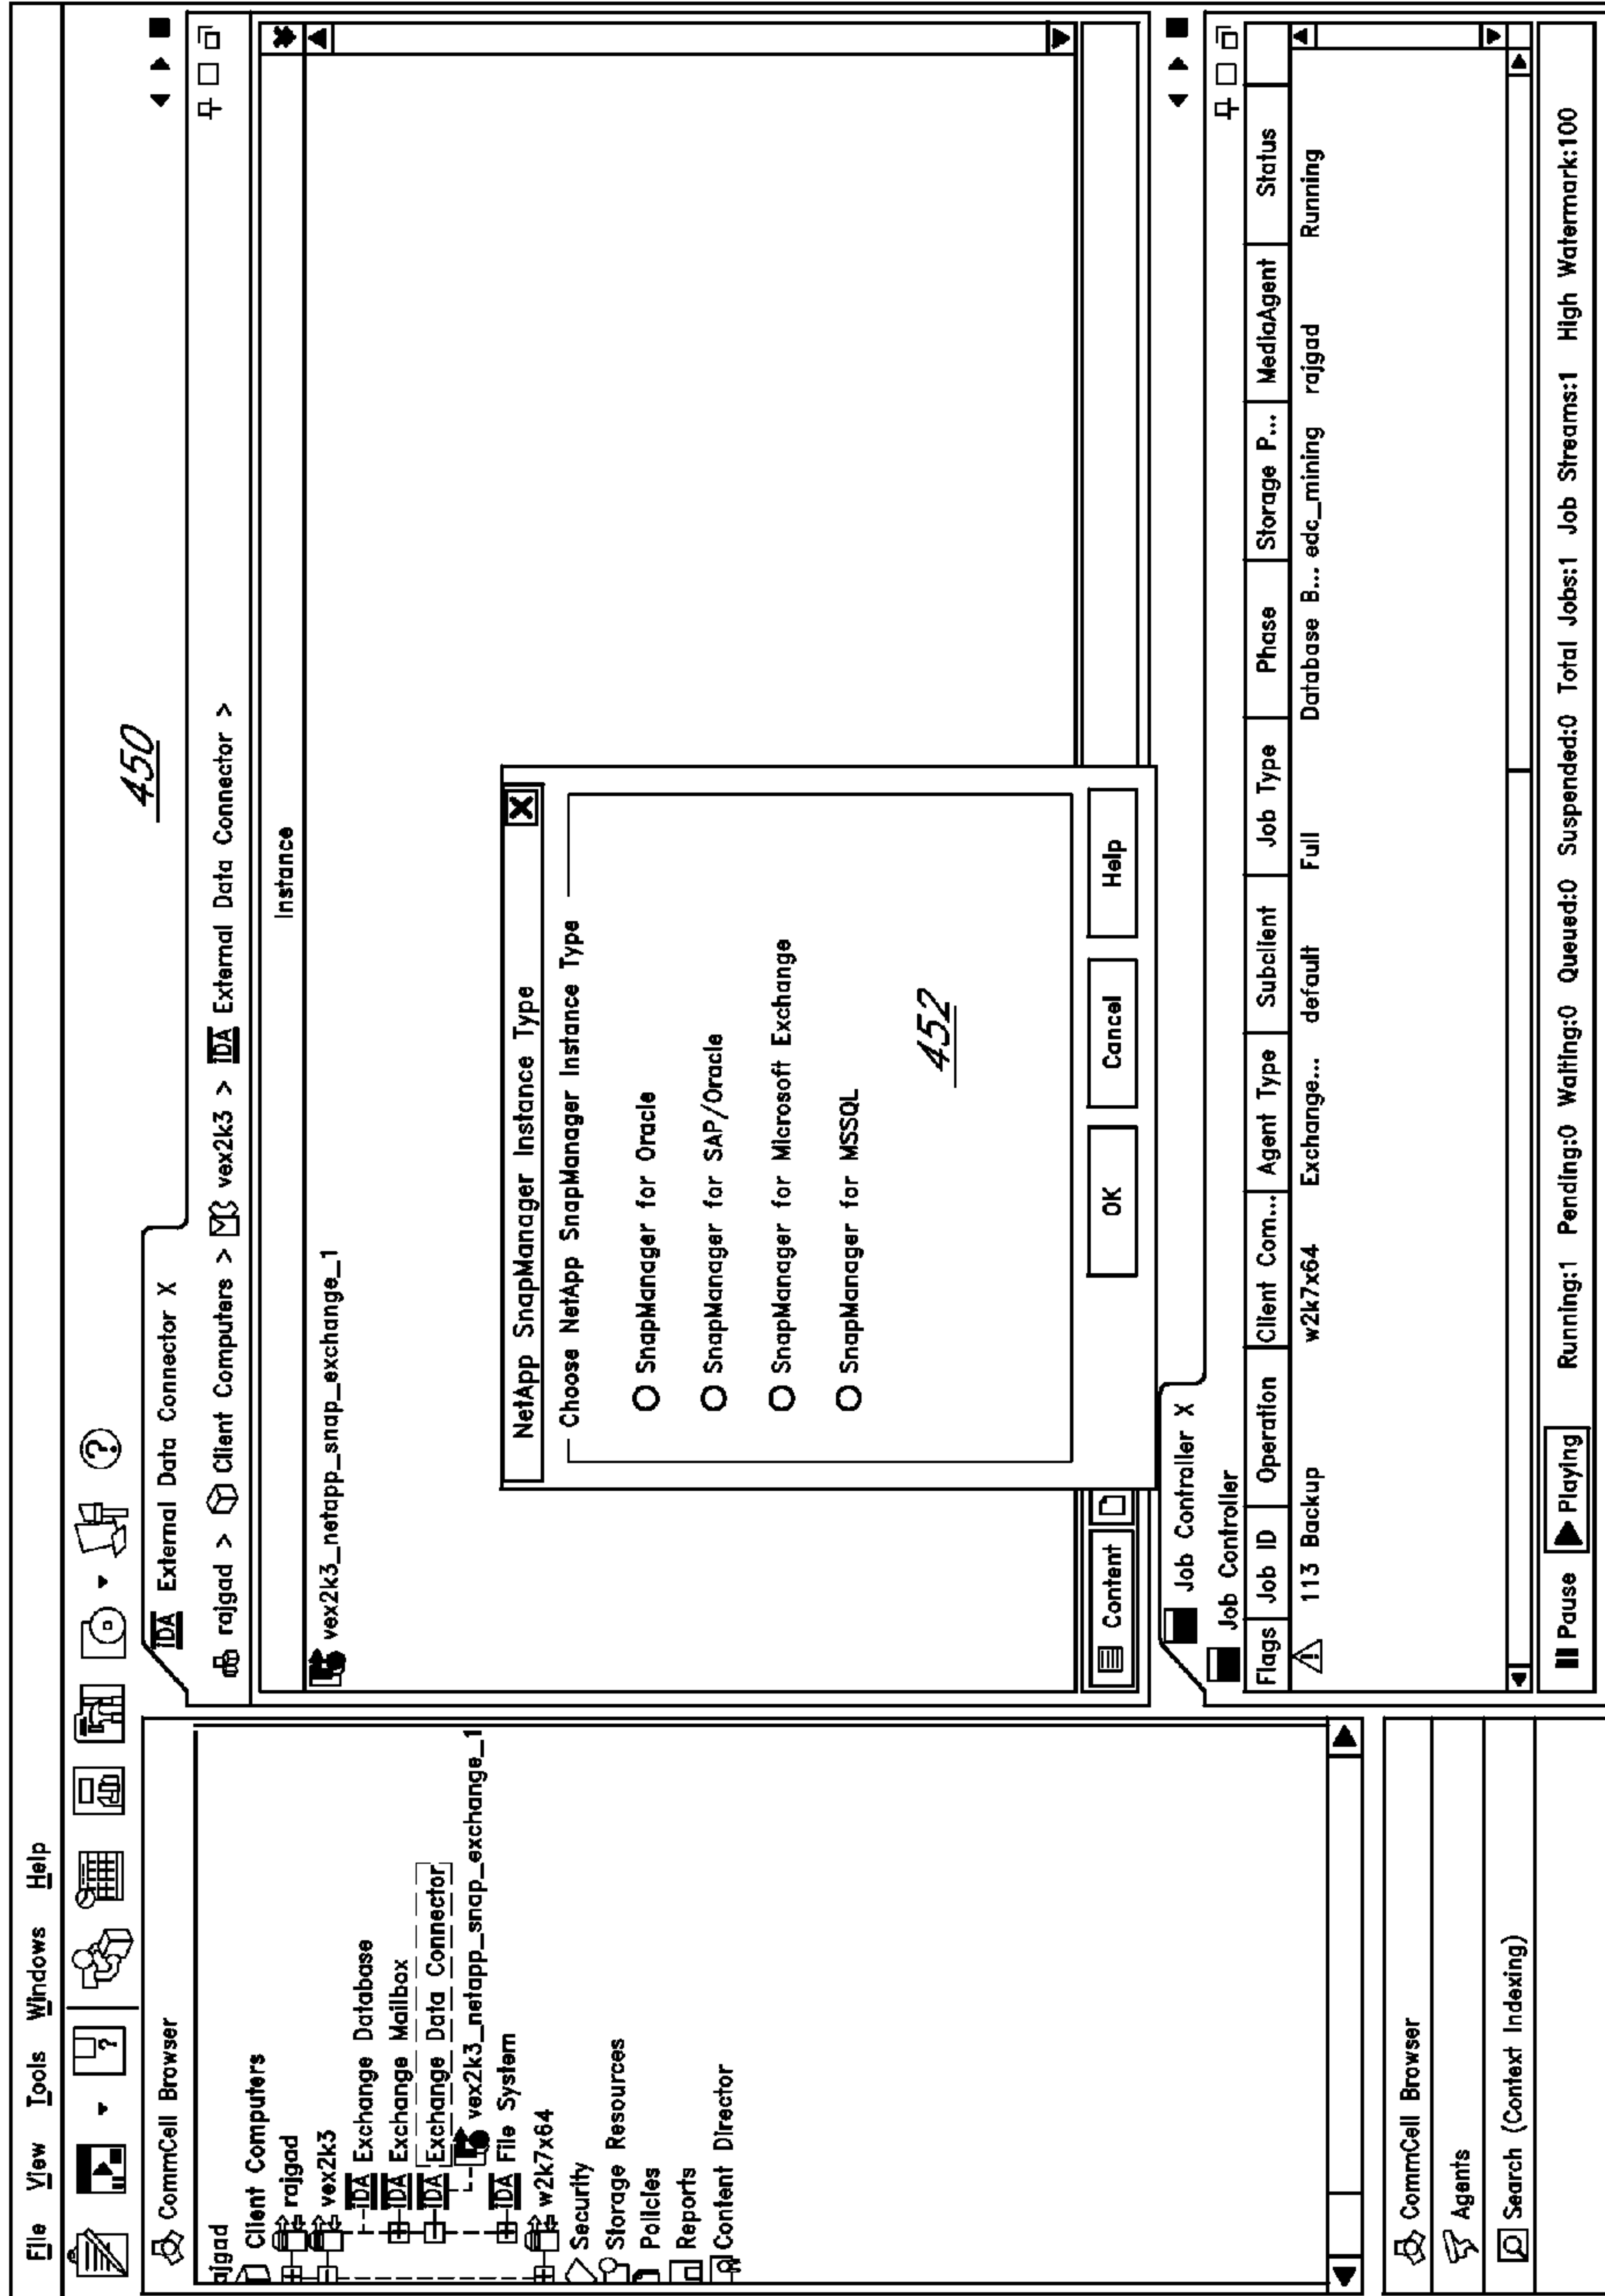 File View Tools Windows Help
450
CommCell Browser
ajgad
Client Computers
rajgad
vex2k3
iDA Exchange Database
iDA Exchange Mailbox
iDA Exchange Data Connector
vex2k3_netapp_snap_exchange_1
iDA File System
w2k7x64
Security
Storage Resources
Policies
Reports
Content Director
CommCell Browser
Agents
Search (Context Indexing)
iDA External Data Connector X
rajgad > Client Computers > vex2k3 > iDA External Data Connector >
Instance
vex2k3_netapp_snap_exchange_1
NetApp SnapManager Instance Type
Choose NetApp SnapManager Instance Type
SnapManager for Oracle
SnapManager for SAP/Oracle
SnapManager for Microsoft Exchange
SnapManager for MSSQL
452
OK Cancel Help
Content
Job Controller X
Job Controller
Flags Job ID Operation Client Com... Agent Type Subclient Job Type Phase Storage P... MediaAgent Status
113 Backup w2k7x64 Exchange... default Full Database B... edc_mining rajgad Running
Pause Playing Running:1 Pending:0 Waiting:0 Queued:0 Suspended:0 Total Jobs:1 Job Streams:1 High Watermark:100